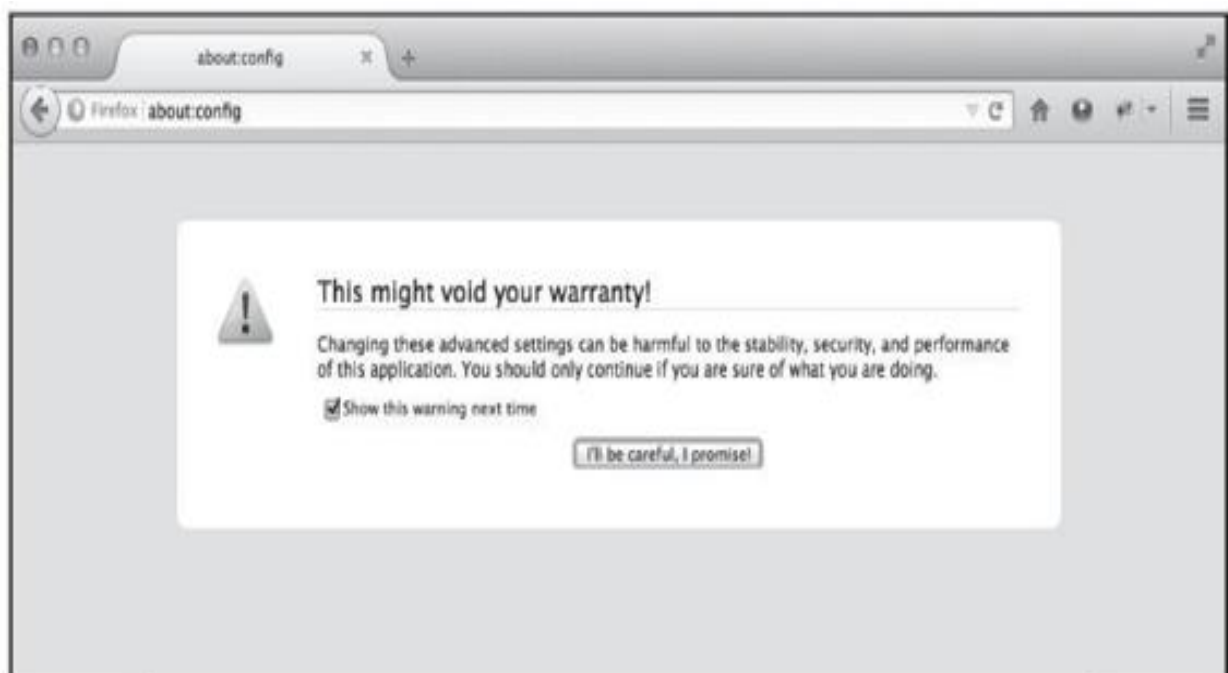 about:config
Firefox about:config
This might void your warranty!
Changing these advanced settings can be harmful to the stability, security, and performance
of this application. You should only continue if you are sure of what you are doing.
Show this warning next time
I'll be careful, I promise!